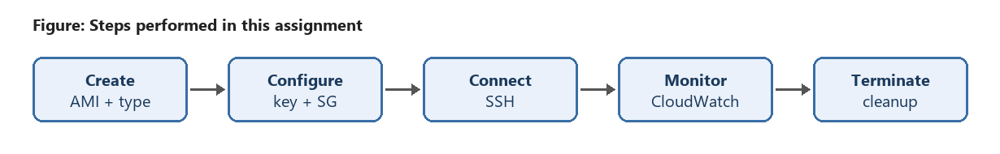 Figure: Steps performed in this assignment
Create
AMI + type
Configure
key + SG
Connect
SSH
Monitor
CloudWatch
Terminate
cleanup